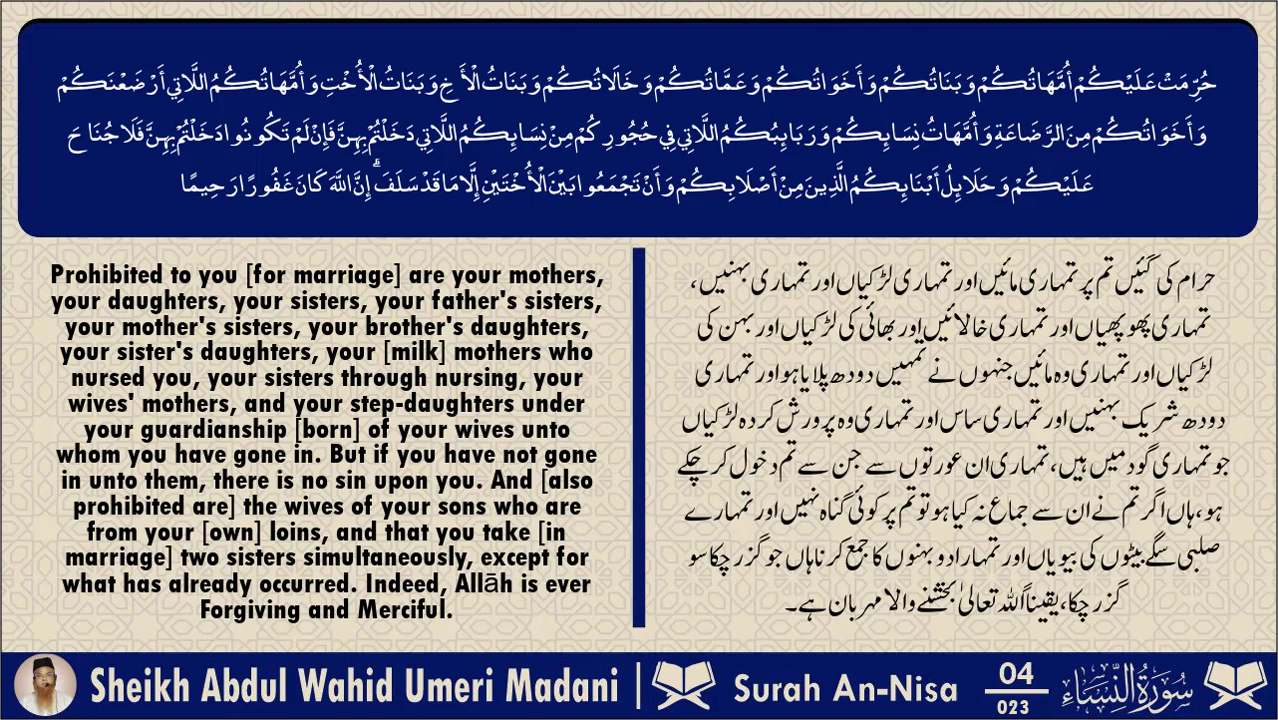 حُرِّمَتْ عَلَيْكُمْ أُمَّهَاتُكُمْ وَبَنَاتُكُمْ وَأَخَوَاتُكُمْ وَعَمَّاتُكُمْ وَخَالَاتُكُمْ وَبَنَاتُ الْأَخِ وَبَنَاتُ الْأُخْتِ وَأُمَّهَاتُكُمُ اللَّاتِي أَرْضَعْنَكُمْ
وَأَخَوَاتُكُمْ مِنَ الرَّضَاعَةِ وَأُمَّهَاتُ نِسَابِكُمْ وَرَبَابِبُكُمُ اللَّاتِي فِي حُجُورِكُمْ مِنْ نِسَابِكُمُ اللَّاتِي دَخَلْتُمْ بِهِنَّ فَإِنْ لَمْ تَكُونُوا دَخَلْتُمْ بِهِنَّ فَلَا جُنَاحَ
عَلَيْكُمْ وَحَلَابِلُ أَبْنَابِكُمُ الَّذِينَ مِنْ أَصْلَابِكُمْ وَأَنْ تَجْمَعُوا بَيْنَ الْأُخْتَيْنِ إِلَّا مَا قَدْ سَلَفَ ۗ إِنَّ اللَّهَ كَانَ غَفُورًا رَحِيمًا
Prohibited to you [for marriage] are your mothers,
your daughters, your sisters, your father's sisters,
your mother's sisters, your brother's daughters,
your sister's daughters, your [milk] mothers who
nursed you, your sisters through nursing, your
wives' mothers, and your step-daughters under
your guardianship [born] of your wives unto
whom you have gone in. But if you have not gone
in unto them, there is no sin upon you. And [also
prohibited are] the wives of your sons who are
from your [own] loins, and that you take [in
marriage] two sisters simultaneously, except for
what has already occurred. Indeed, Allāh is ever
Forgiving and Merciful.
حرام کی گئیں تم پر تمہاری مائیں اور تمہاری لڑکیاں اور تمہاری بہنیں،
تمہاری پھوپھیاں اور تمہاری خالائیں اور بھائی کی لڑکیاں اور بہن کی
لڑکیاں اور تمہاری وہ مائیں جنہوں نے تمہیں دودھ پلایا ہو اور تمہاری
دودھ شریک بہنیں اور تمہاری ساس اور تمہاری وہ پرورش کرده لڑکیاں
جو تمہاری گود میں ہیں، تمہاری ان عورتوں سے جن سے تم دخول کر چکے
ہو، ہاں اگر تم نے ان سے جماع نہ کیا ہو تو تم پر کوئی گناہ نہیں اور تمہارے
صلبی سگے بیٹوں کی بیویاں اور تمہارا دو بہنوں کا جمع کرنا ہاں جو گزر چکا سو
گزر چکا، یقیناً اللہ تعالیٰ بخشنے والا مہربان ہے۔
Sheikh Abdul Wahid Umeri Madani
Surah An-Nisa
04
023
سُورَةُ النِّسَاء